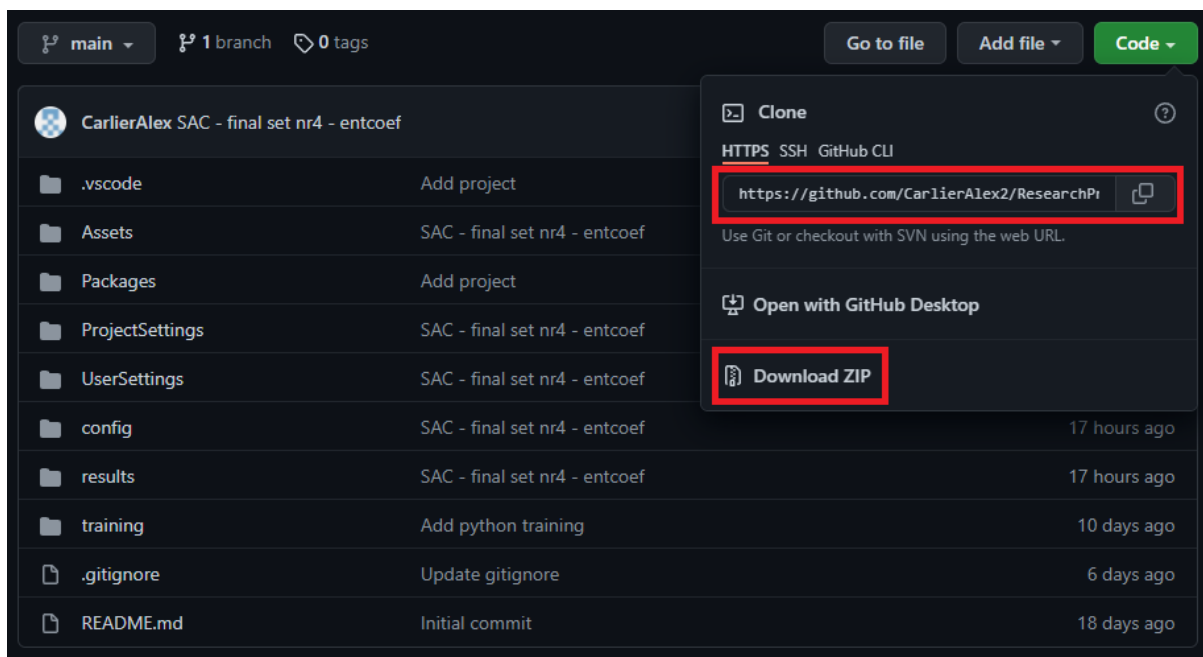 main 1 branch 0 tags Go to file Add file Code
CarlierAlex SAC - final set nr4 - entcoef
Clone
HTTPS SSH GitHub CLI
https://github.com/CarlierAlex2/ResearchPr
Use Git or checkout with SVN using the web URL.
Open with GitHub Desktop
Download ZIP
.vscode Add project
Assets SAC - final set nr4 - entcoef
Packages Add project
ProjectSettings SAC - final set nr4 - entcoef
UserSettings SAC - final set nr4 - entcoef
config SAC - final set nr4 - entcoef 17 hours ago
results SAC - final set nr4 - entcoef 17 hours ago
training Add python training 10 days ago
.gitignore Update gitignore 6 days ago
README.md Initial commit 18 days ago